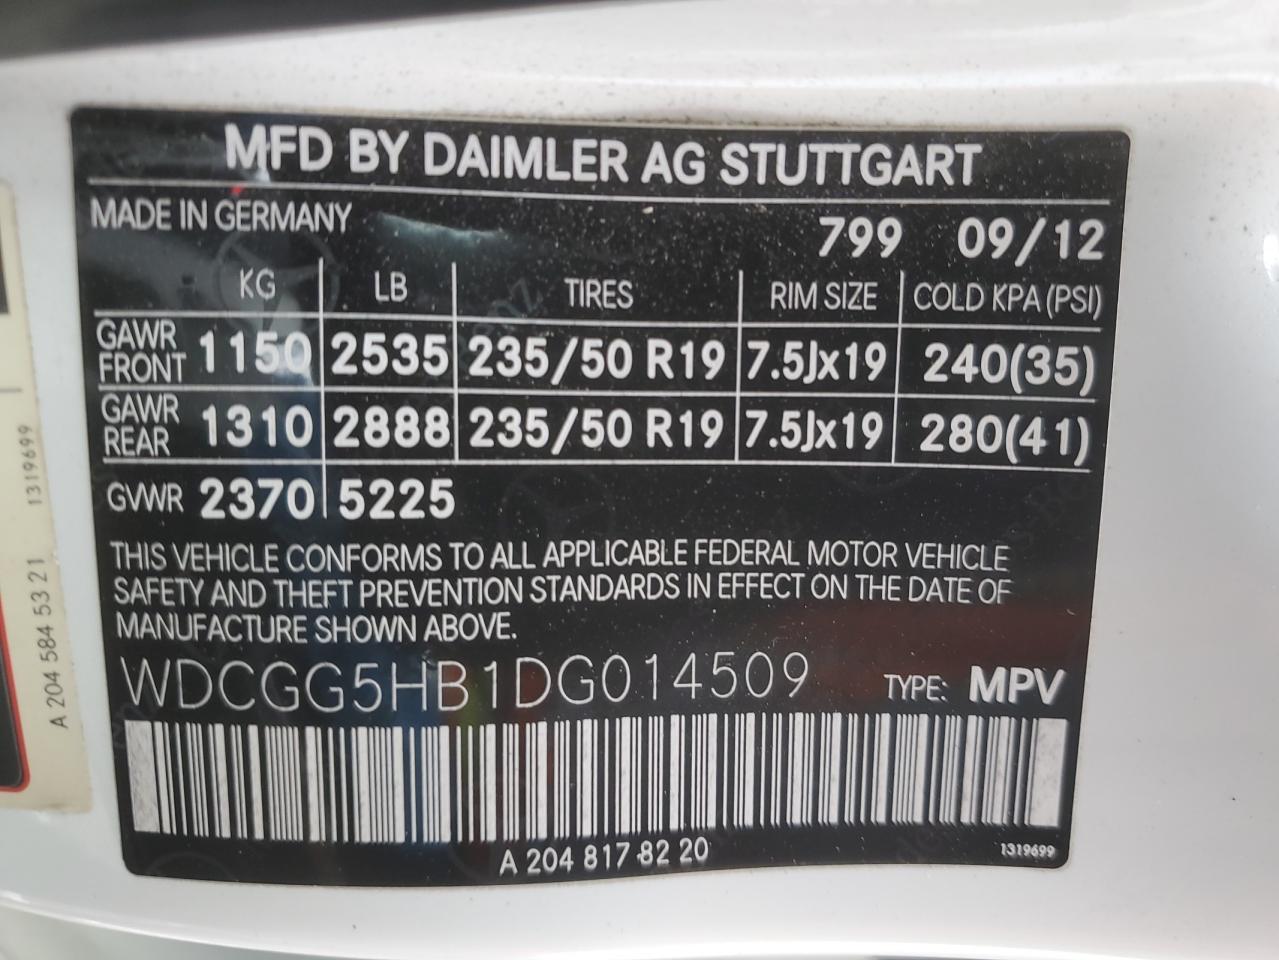 MFD BY DAIMLER AG STUTTGART
MADE IN GERMANY 799 09/12
KG LB TIRES RIM SIZE COLD KPA (PSI)
GAWR FRONT 1150 2535 235/50 R19 7.5Jx19 240(35)
GAWR REAR 1310 2888 235/50 R19 7.5Jx19 280(41)
GVWR 2370 5225
THIS VEHICLE CONFORMS TO ALL APPLICABLE FEDERAL MOTOR VEHICLE
SAFETY AND THEFT PREVENTION STANDARDS IN EFFECT ON THE DATE OF
MANUFACTURE SHOWN ABOVE.
WDCGG5HB1DG014509 TYPE: MPV
A 204 817 82 20 1319699
A 204 584 53 21 1319699